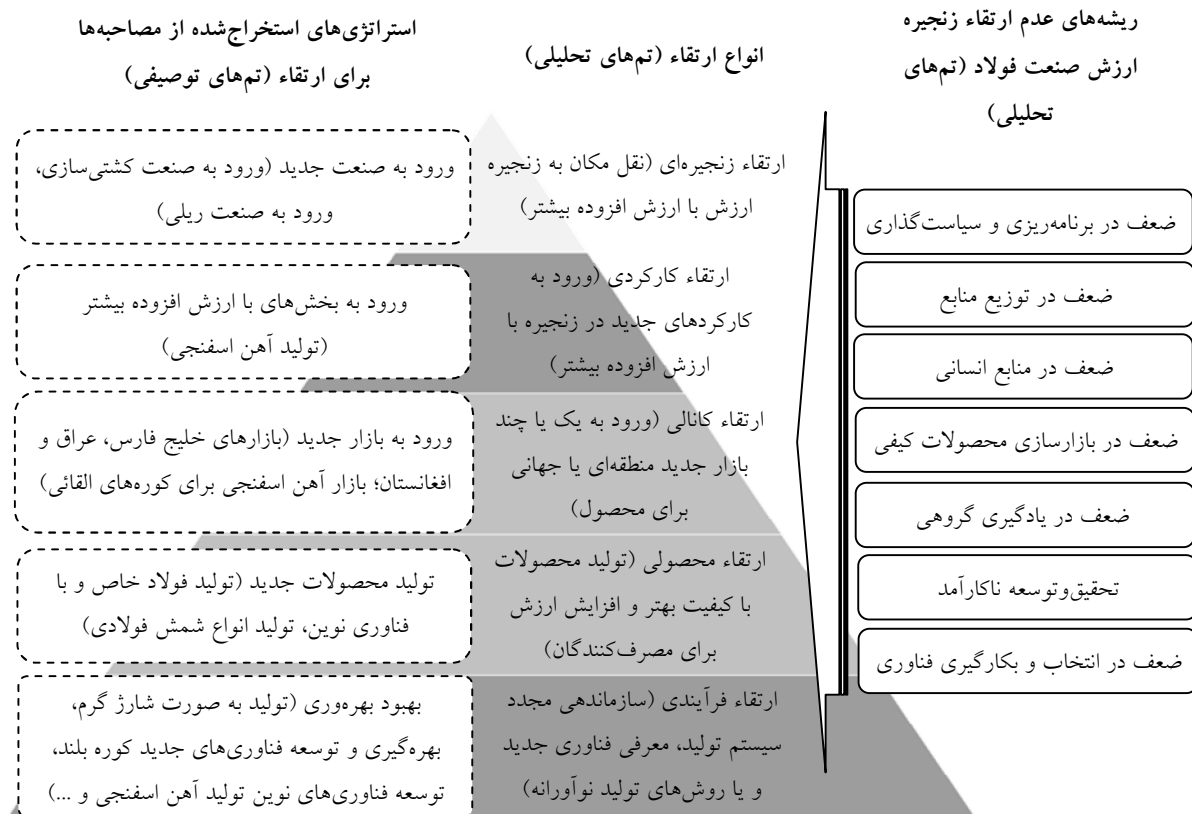 ریشه‌های عدم ارتقاء زنجیره
ارزش صنعت فولاد (تم‌های
تحلیلی)
ضعف در برنامه‌ریزی و سیاست‌گذاری
ضعف در توزیع منابع
ضعف در منابع انسانی
ضعف در بازارسازی محصولات کیفی
ضعف در یادگیری گروهی
تحقیق‌وتوسعه ناکارآمد
ضعف در انتخاب و بکارگیری فناوری
انواع ارتقاء (تم‌های تحلیلی)
ارتقاء زنجیره‌ای (نقل مکان به زنجیره
ارزش با ارزش افزوده بیشتر)
ارتقاء کارکردی (ورود به
کارکردهای جدید در زنجیره با
ارزش افزوده بیشتر)
ارتقاء کانالی (ورود به یک یا چند
بازار جدید منطقه‌ای یا جهانی
برای محصول)
ارتقاء محصولی (تولید محصولات
با کیفیت بهتر و افزایش ارزش
برای مصرف‌کنندگان)
ارتقاء فرآیندی (سازماندهی مجدد
سیستم تولید، معرفی فناوری جدید
و یا روش‌های تولید نوآورانه)
استراتژی‌های استخراج‌شده از مصاحبه‌ها
برای ارتقاء (تم‌های توصیفی)
ورود به صنعت جدید (ورود به صنعت کشتی‌سازی،
ورود به صنعت ریلی)
ورود به بخش‌های با ارزش افزوده بیشتر
(تولید آهن اسفنجی)
ورود به بازار جدید (بازارهای خلیج فارس، عراق و
افغانستان؛ بازار آهن اسفنجی برای کوره‌های القائی)
تولید محصولات جدید (تولید فولاد خاص و با
فناوری نوین، تولید انواع شمش فولادی)
بهبود بهره‌وری (تولید به صورت شارژ گرم،
بهره‌گیری و توسعه فناوری‌های جدید کوره بلند،
توسعه فناوری‌های نوین تولید آهن اسفنجی و ...)